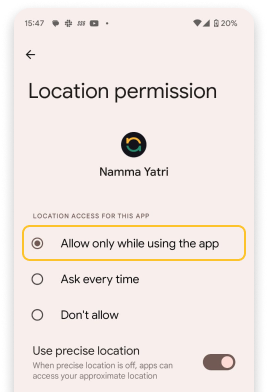 15:47 20%
Location permission
Namma Yatri
LOCATION ACCESS FOR THIS APP
Allow only while using the app
Ask every time
Don't allow
Use precise location
When precise location is off, apps can
access your approximate location